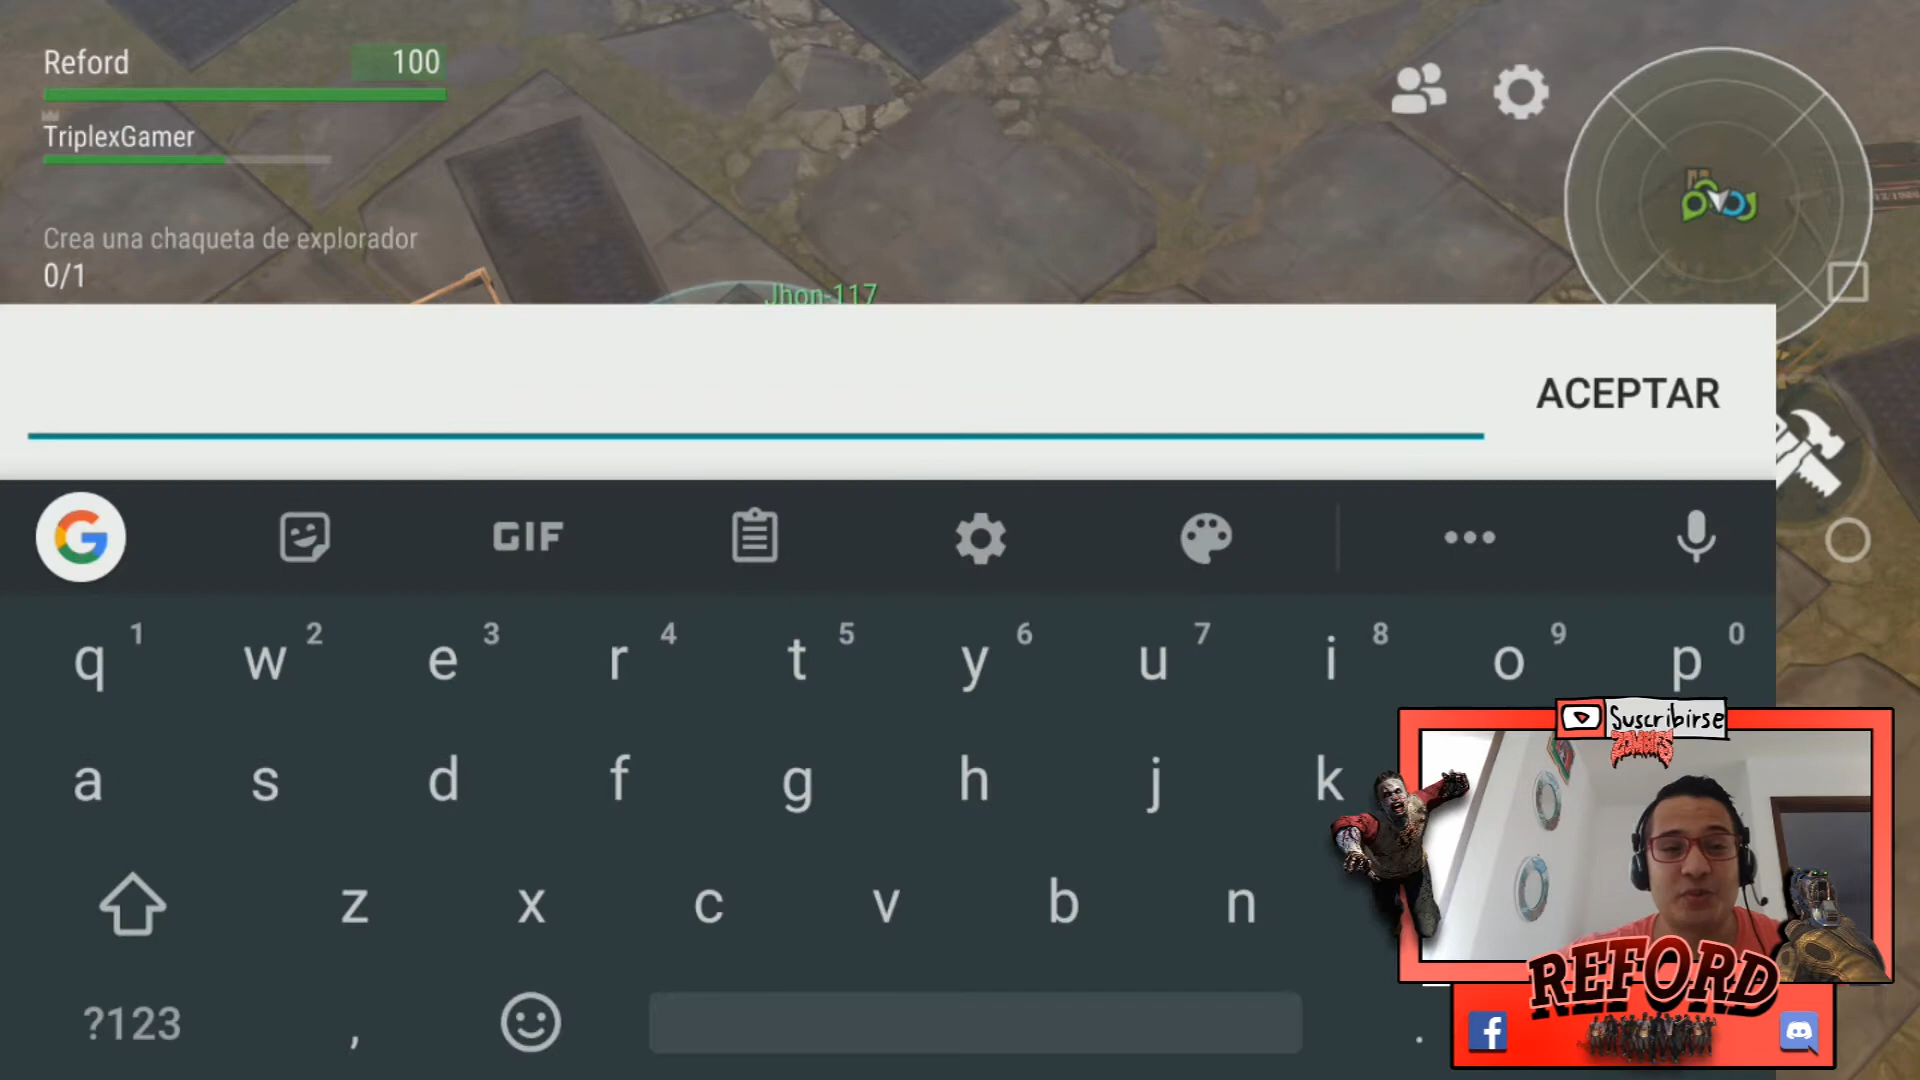 Reford 100
TriplexGamer
Crea una chaqueta de explorador
0/1
Jhon-117
ACEPTAR
G GIF
q 1 w 2 e 3 r 4 t 5 y 6 u 7 i 8 o 9 p 0
a s d f g h j k
z x c v b n
?123 , .
Suscribirse
ZOMBIES
REFORD
f